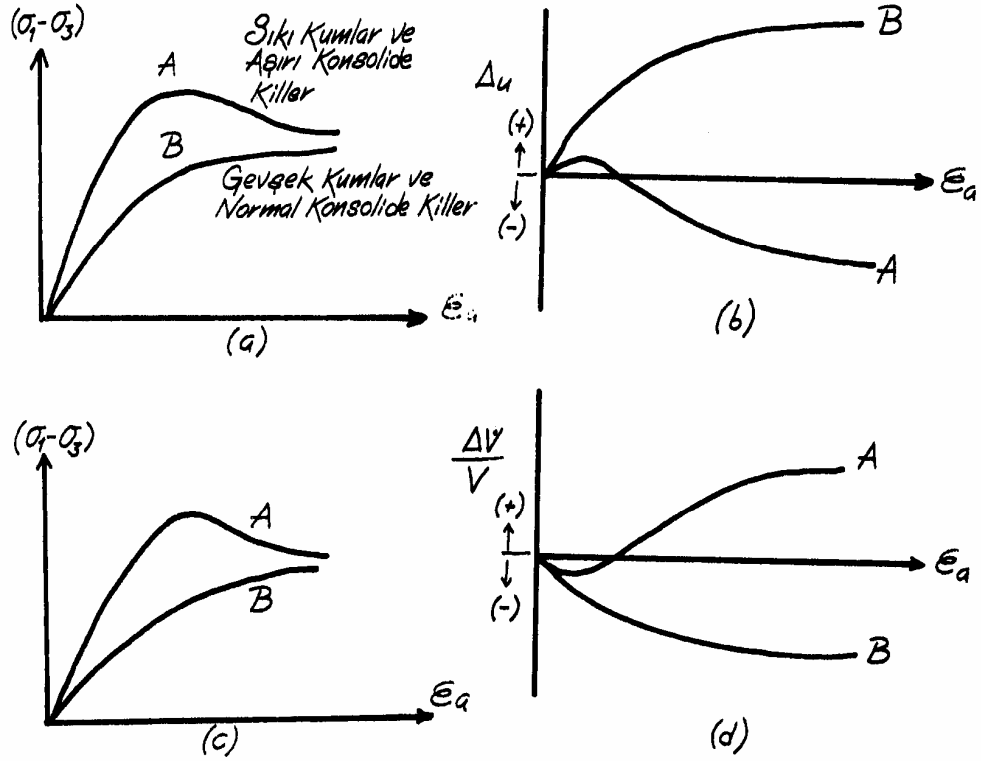 (σ₁-σ₃)
A
Sıkı Kumlar ve
Aşırı Konsolide
Killer
B
Gevşek Kumlar ve
Normal Konsolide Killer
εa
(a)
Δu
(+)
(-)
B
εa
A
(b)
(σ₁-σ₃)
A
B
εa
(c)
ΔV
V
(+)
(-)
A
εa
B
(d)